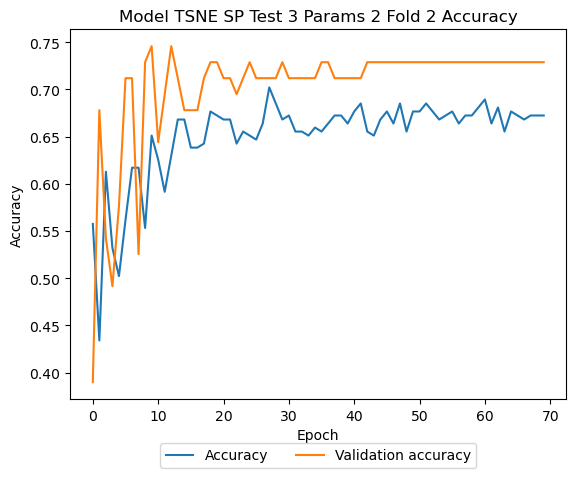 Model TSNE SP Test 3 Params 2 Fold 2 Accuracy
0.75
0.70
0.65
0.60
0.55
0.50
0.45
0.40
Accuracy
0 10 20 30 40 50 60 70
Epoch
Accuracy Validation accuracy